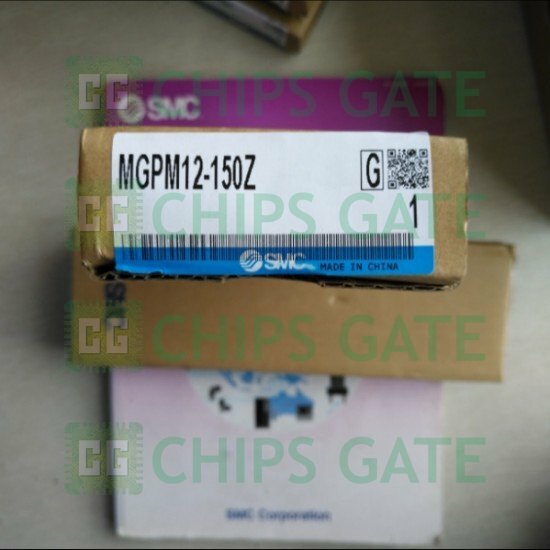 CHIPS GATE
SMC
MGPM12-150Z
G
1
CHIPS GATE
SMC
MADE IN CHINA
CHIPS GATE
CHIPS GATE
SMC Corporation